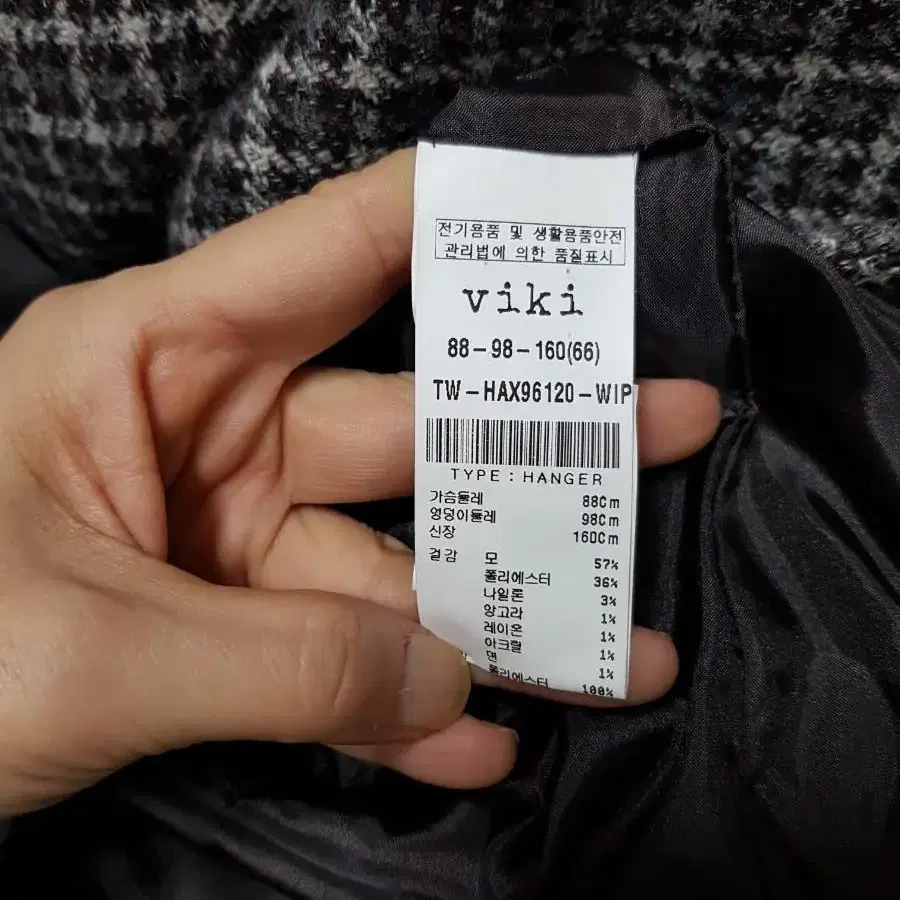 전기용품 및 생활용품안전
관리법에 의한 품질표시
viki
88-98-160(66)
TW-HAX96120-WIP
TYPE : HANGER
가슴둘레 88Cm
엉덩이둘레 98Cm
신장 160Cm
겉감 모 57%
폴리에스터 36%
나일론 3%
앙고라 1%
레이온 1%
아크릴 1%
면 1%
폴리에스터 100%